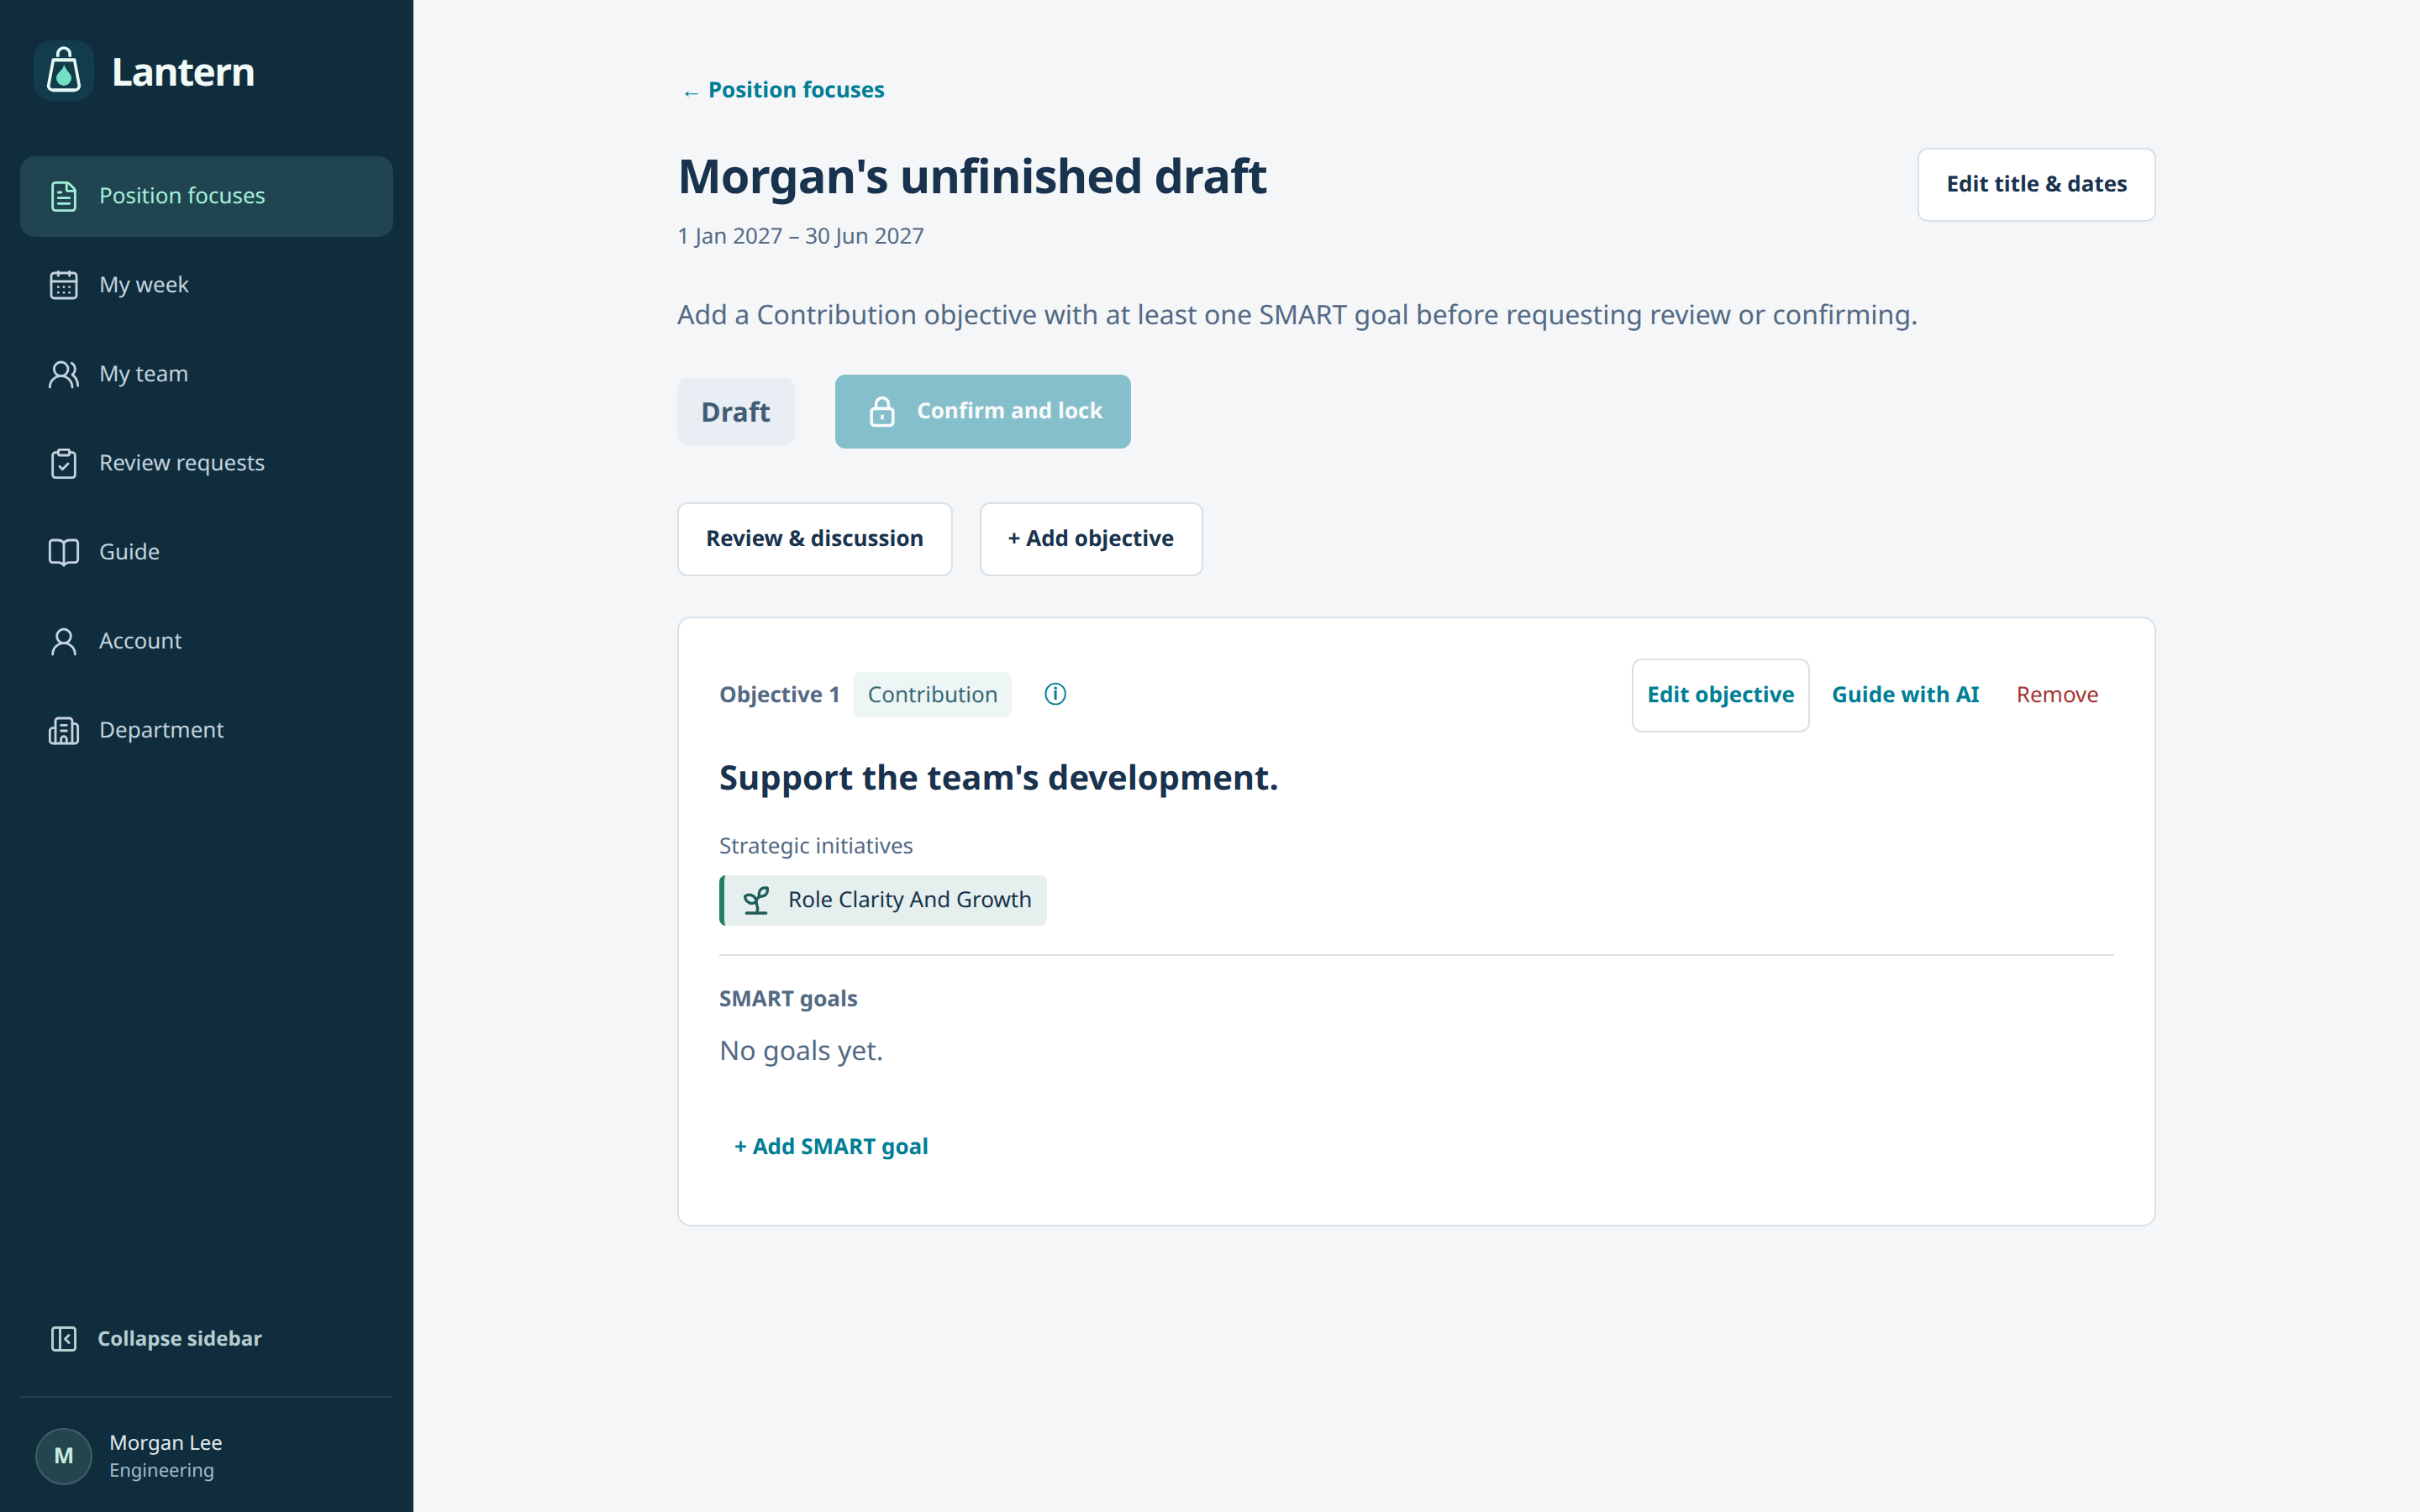 Lantern
Position focuses
My week
My team
Review requests
Guide
Account
Department
Collapse sidebar
M
Morgan Lee
Engineering
← Position focuses
Morgan's unfinished draft
Edit title & dates
1 Jan 2027 – 30 Jun 2027
Add a Contribution objective with at least one SMART goal before requesting review or confirming.
Draft
Confirm and lock
Review & discussion
+ Add objective
Objective 1 Contribution
Edit objective
Guide with AI
Remove
Support the team's development.
Strategic initiatives
Role Clarity And Growth
SMART goals
No goals yet.
+ Add SMART goal